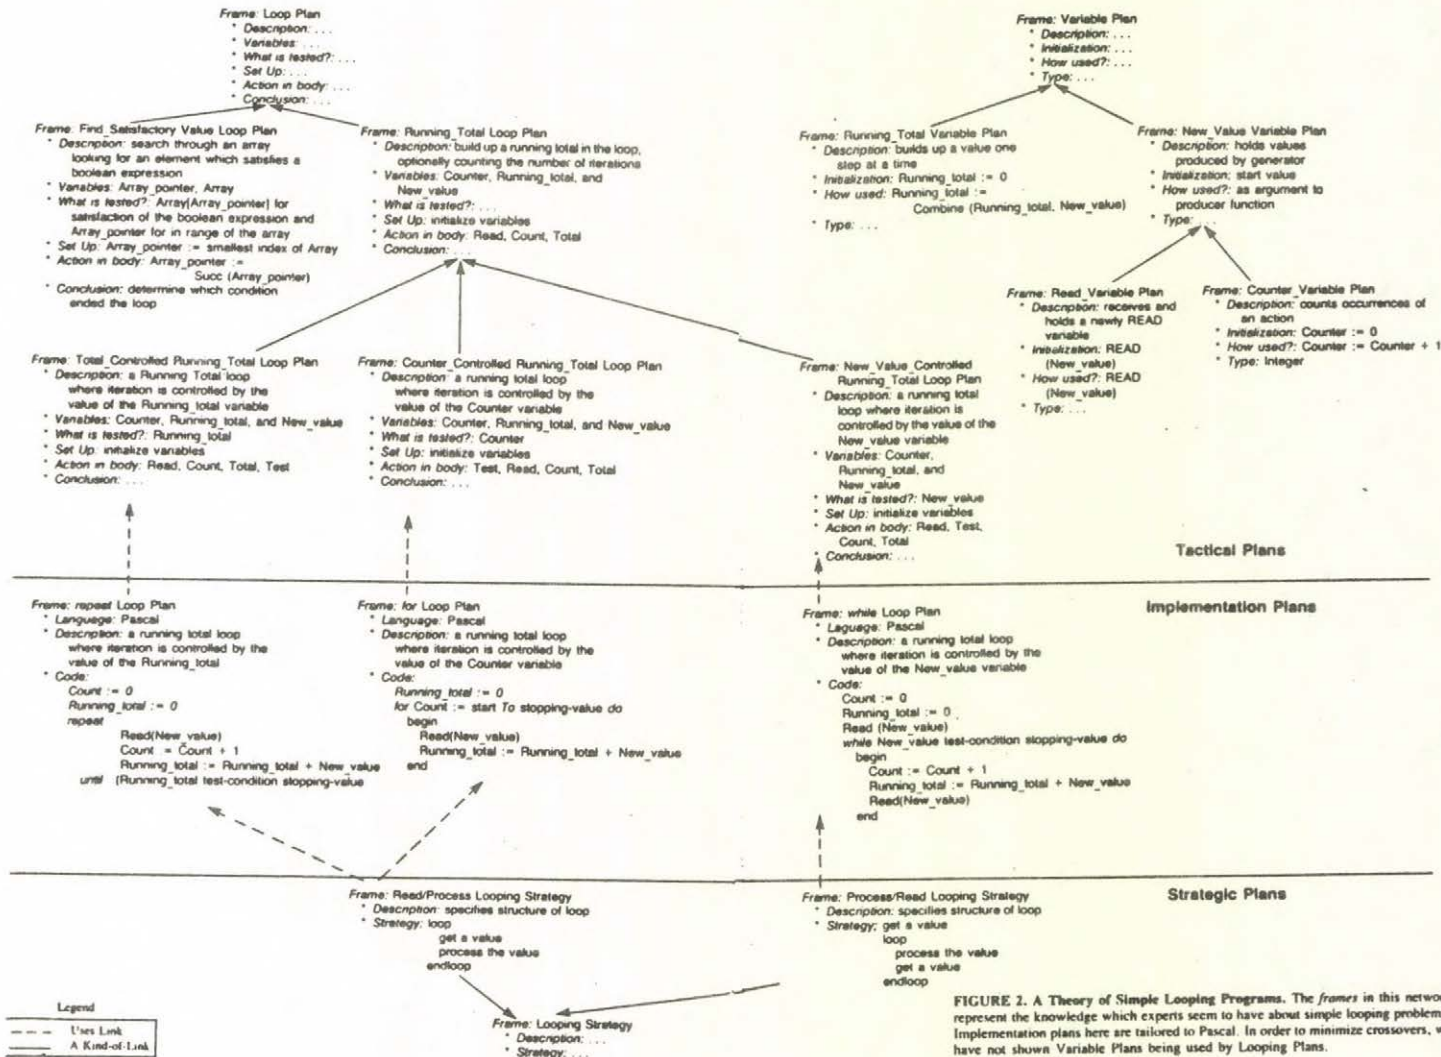 Frame: Loop Plan
* Description: ...
* Variables: ...
* What is tested?: ...
* Set Up: ...
* Action in body: ...
* Conclusion: ...
Frame: Variable Plan
* Description: ...
* Initialization: ...
* How used?: ...
* Type: ...
Frame: Find_Satisfactory Value Loop Plan
* Description: search through an array
looking for an element which satisfies a
boolean expression
* Variables: Array_pointer, Array
* What is tested?: Array[Array_pointer] for
satisfaction of the boolean expression and
Array_pointer for in range of the array
* Set Up: Array_pointer := smallest index of Array
* Action in body: Array_pointer :=
Succ (Array_pointer)
* Conclusion: determine which condition
ended the loop
Frame: Running_Total Loop Plan
* Description: build up a running total in the loop,
optionally counting the number of iterations
* Variables: Counter, Running_total, and
New_value
* What is tested?: ...
* Set Up: initialize variables
* Action in body: Read, Count, Total
* Conclusion: ...
Frame: Running_Total Variable Plan
* Description: builds up a value one
step at a time
* Initialization: Running_total := 0
* How used: Running_total :=
Combine (Running_total, New_value)
* Type: ...
Frame: New_Value Variable Plan
* Description: holds values
produced by generator
* Initialization: start value
* How used?: as argument to
producer function
* Type: ...
Frame: Read_Variable Plan
* Description: receives and
holds a newly READ
variable
* Initialization: READ
(New_value)
* How used?: READ
(New_value)
* Type: ...
Frame: Counter_Variable Plan
* Description: counts occurrences of
an action
* Initialization: Counter := 0
* How used?: Counter := Counter + 1
* Type: Integer
Frame: Total_Controlled Running_Total Loop Plan
* Description: a Running Total loop
where iteration is controlled by the
value of the Running_total variable
* Variables: Counter, Running_total, and New_value
* What is tested?: Running_total
* Set Up: initialize variables
* Action in body: Read, Count, Total, Test
* Conclusion: ...
Frame: Counter_Controlled Running_Total Loop Plan
* Description: a running total loop
where iteration is controlled by the
value of the Counter variable
* Variables: Counter, Running_total, and New_value
* What is tested?: Counter
* Set Up: initialize variables
* Action in body: Test, Read, Count, Total
* Conclusion: ...
Frame: New_Value_Controlled
Running_Total Loop Plan
* Description: a running total
loop where iteration is
controlled by the value of the
New_value variable
* Variables: Counter,
Running_total, and
New_value
* What is tested?: New_value
* Set Up: initialize variables
* Action in body: Read, Test,
Count, Total
* Conclusion: ...
Tactical Plans
Implementation Plans
Frame: repeat Loop Plan
* Language: Pascal
* Description: a running total loop
where iteration is controlled by the
value of the Running_total
* Code:
Count := 0
Running_total := 0
repeat
Read(New_value)
Count = Count + 1
Running_total := Running_total + New_value
until (Running_total test-condition stopping-value
Frame: for Loop Plan
* Language: Pascal
* Description: a running total loop
where iteration is controlled by the
value of the Counter variable
* Code:
Running_total := 0
for Count := start To stopping-value do
begin
Read(New_value)
Running_total := Running_total + New_value
end
Frame: while Loop Plan
* Laguage: Pascal
* Description: a running total loop
where iteration is controlled by the
value of the New_value variable
* Code:
Count := 0
Running_total := 0
Read (New_value)
while New_value test-condition stopping-value do
begin
Count := Count + 1
Running_total := Running_total + New_value
Read(New_value)
end
Strategic Plans
Frame: Read/Process Looping Strategy
* Description: specifies structure of loop
* Strategy: loop
get a value
process the value
endloop
Frame: Process/Read Looping Strategy
* Description: specifies structure of loop
* Strategy: get a value
loop
process the value
get a value
endloop
Frame: Looping Strategy
* Description: ...
* Strategy: ...
Legend
Uses Link
A Kind-of-Link
FIGURE 2. A Theory of Simple Looping Programs. The frames in this networ
represent the knowledge which experts seem to have about simple looping problem
Implementation plans here are tailored to Pascal. In order to minimize crossovers, w
have not shown Variable Plans being used by Looping Plans.